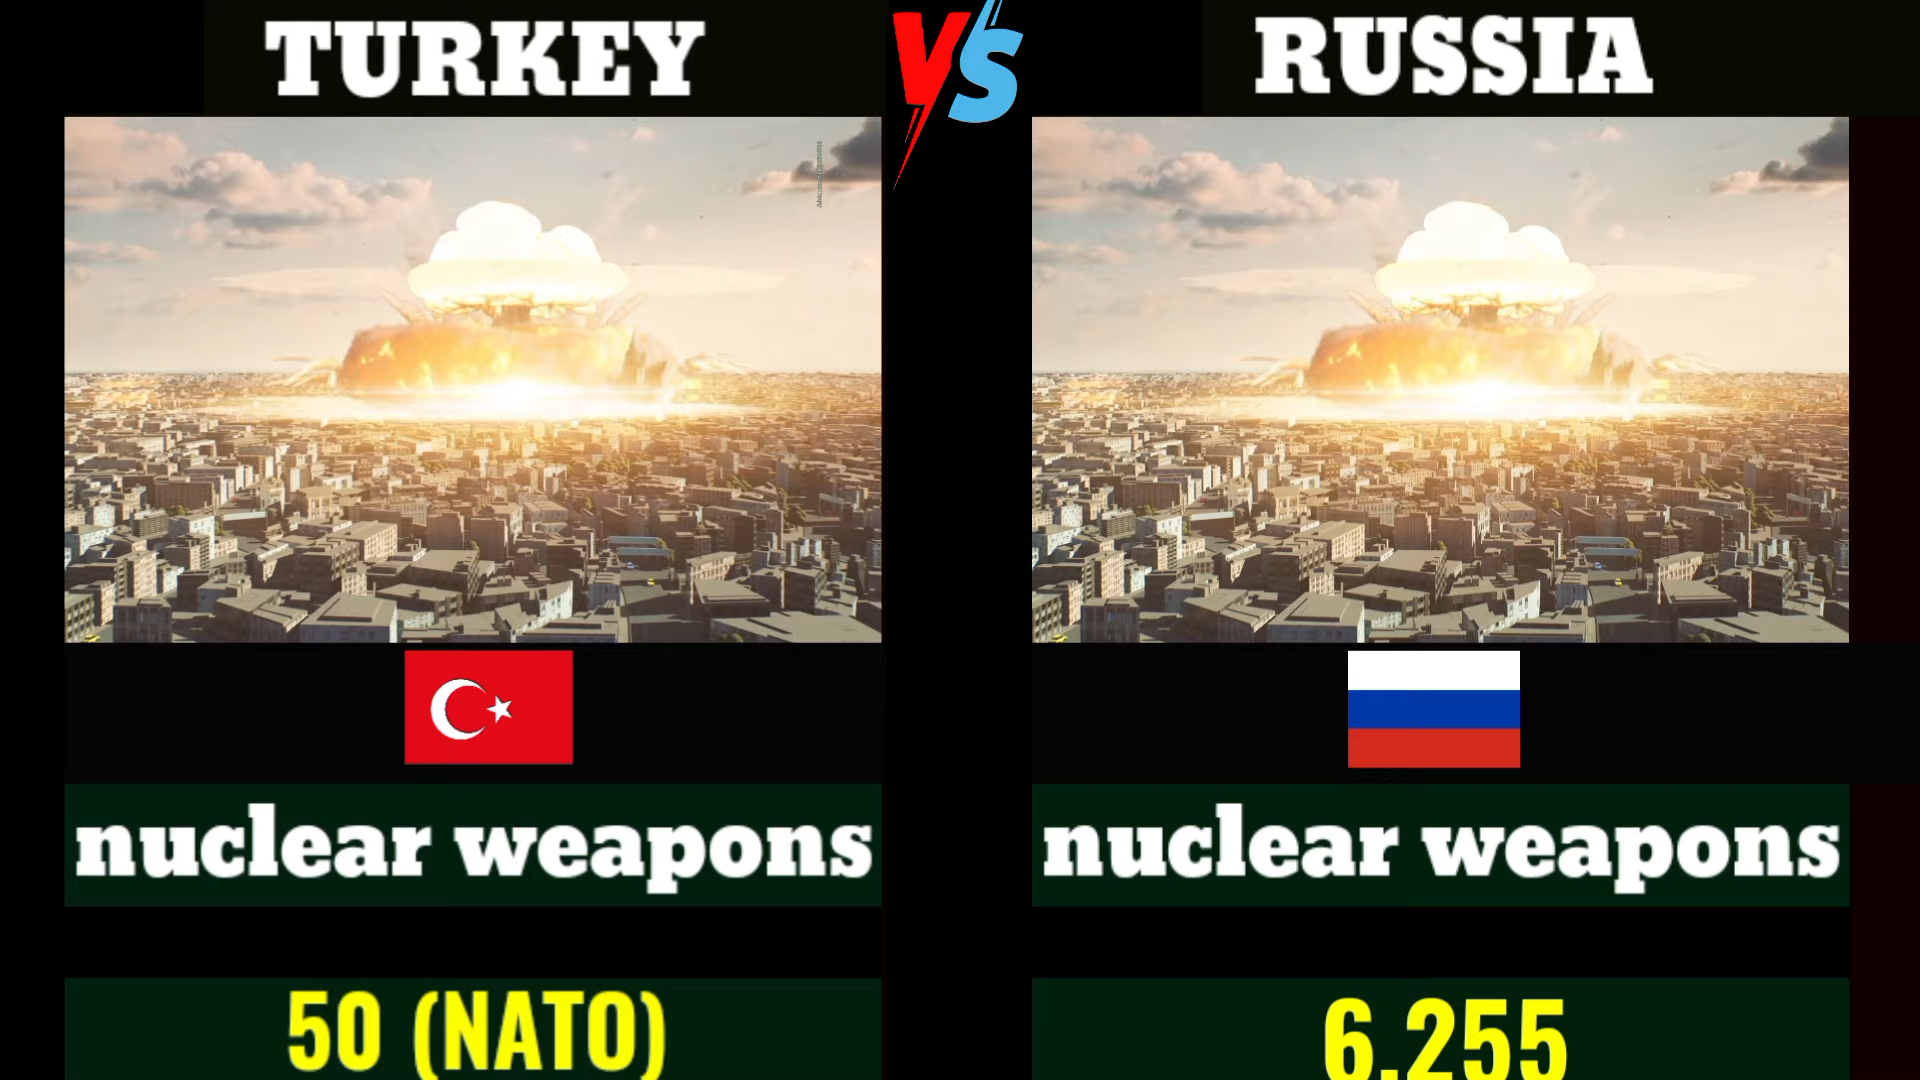 TURKEY
VS
RUSSIA
nuclear weapons
nuclear weapons
50 (NATO)
6.255